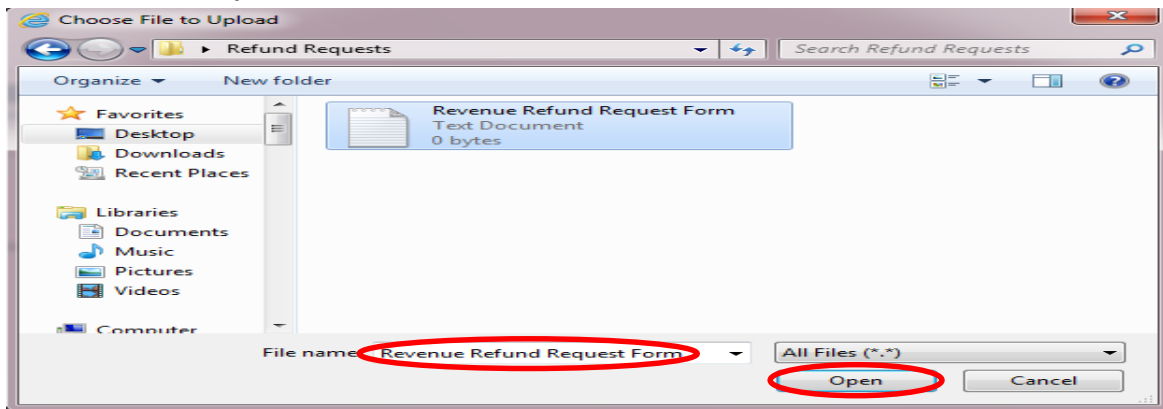 Choose File to Upload
Refund Requests
Search Refund Requests
Organize New folder
Favorites
Desktop
Downloads
Recent Places
Libraries
Documents
Music
Pictures
Videos
Computer
Revenue Refund Request Form
Text Document
0 bytes
File name: Revenue Refund Request Form All Files (*.*)
Open Cancel